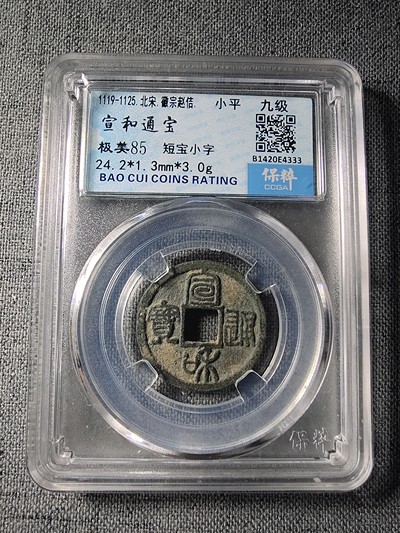 1119-1125. 北宋. 徽宗赵佶. 小平 九级
宣和通宝
极美85 短宝小字
24.2*1.3mm*3.0g
BAO CUI COINS RATING
B1420E4333
保粹
CCGA
宣
寶 通
和
保粹